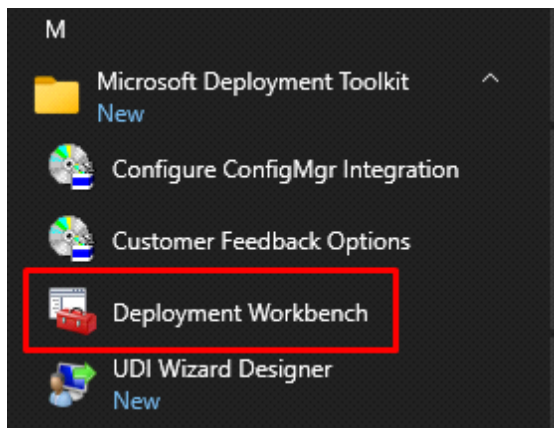 M
Microsoft Deployment Toolkit
New
Configure ConfigMgr Integration
Customer Feedback Options
Deployment Workbench
UDI Wizard Designer
New